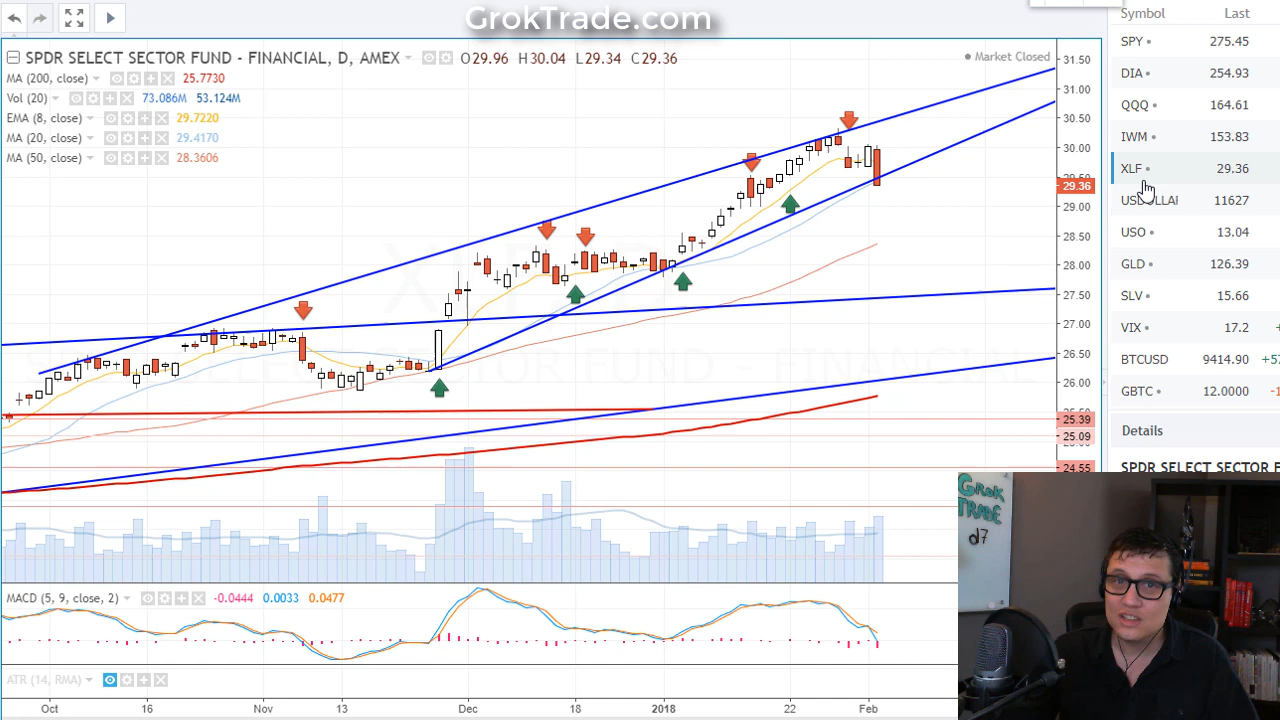 GrokTrade.com
SPDR SELECT SECTOR FUND - FINANCIAL, D, AMEX O29.96 H30.04 L29.34 C29.36
Market Closed
MA (200, close) 25.7730
Vol (20) 73.086M 53.124M
EMA (8, close) 29.7220
MA (20, close) 29.4170
MA (50, close) 28.3606
31.50
31.00
30.50
30.00
29.50
29.36
29.00
28.50
28.00
27.50
27.00
26.50
26.00
25.39
25.09
24.55
MACD (5, 9, close, 2) -0.0444 0.0033 0.0477
ATR (14, RMA)
Oct 16 Nov 13 Dec 18 2018 22 Feb
Symbol Last
SPY 275.45
DIA 254.93
QQQ 164.61
IWM 153.83
XLF 29.36
11627
USO 13.04
GLD 126.39
SLV 15.66
VIX 17.2
BTCUSD 9414.90
GBTC 12.0000
Details
SPDR SELECT SECTOR F
GROK
TRADE
d7